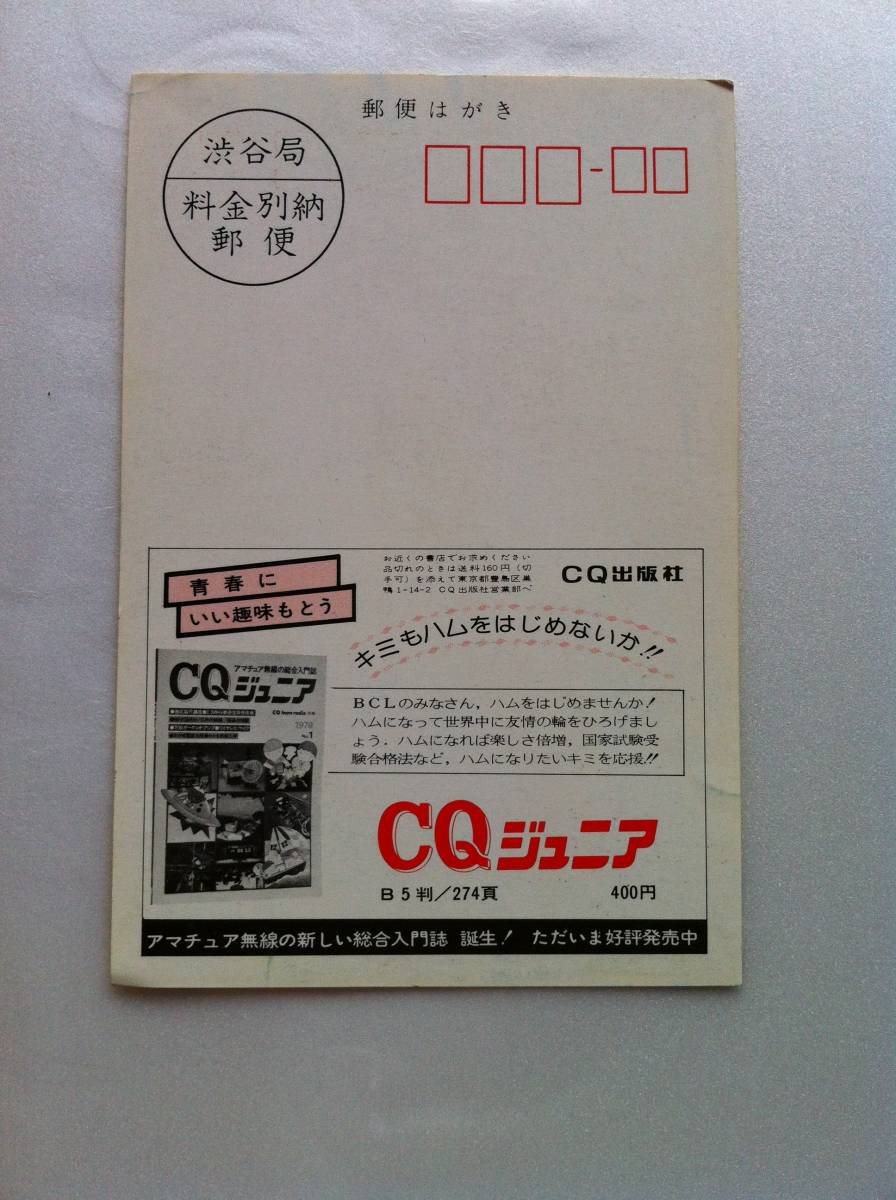 郵便はがき
渋谷局
料金別納
郵便
青春に
いい趣味もとう
お近くの書店でお求めください
品切れのときは送料160円(切
手可)を添えて東京都豊島区巣
鴨1-14-2 CQ出版社営業部へ
CQ出版社
キミもハムをはじめないか!!
アマチュア無線の総合入門誌
CQジュニア
CQ ham radio
1978
No.1
BCLのみなさん,ハムをはじめませんか!
ハムになって世界中に友情の輪をひろげまし
ょう.ハムになれば楽しさ倍増,国家試験受
験合格法など,ハムになりたいキミを応援!!
CQジュニア
B5判/274頁 400円
アマチュア無線の新しい総合入門誌 誕生! ただいま好評発売中